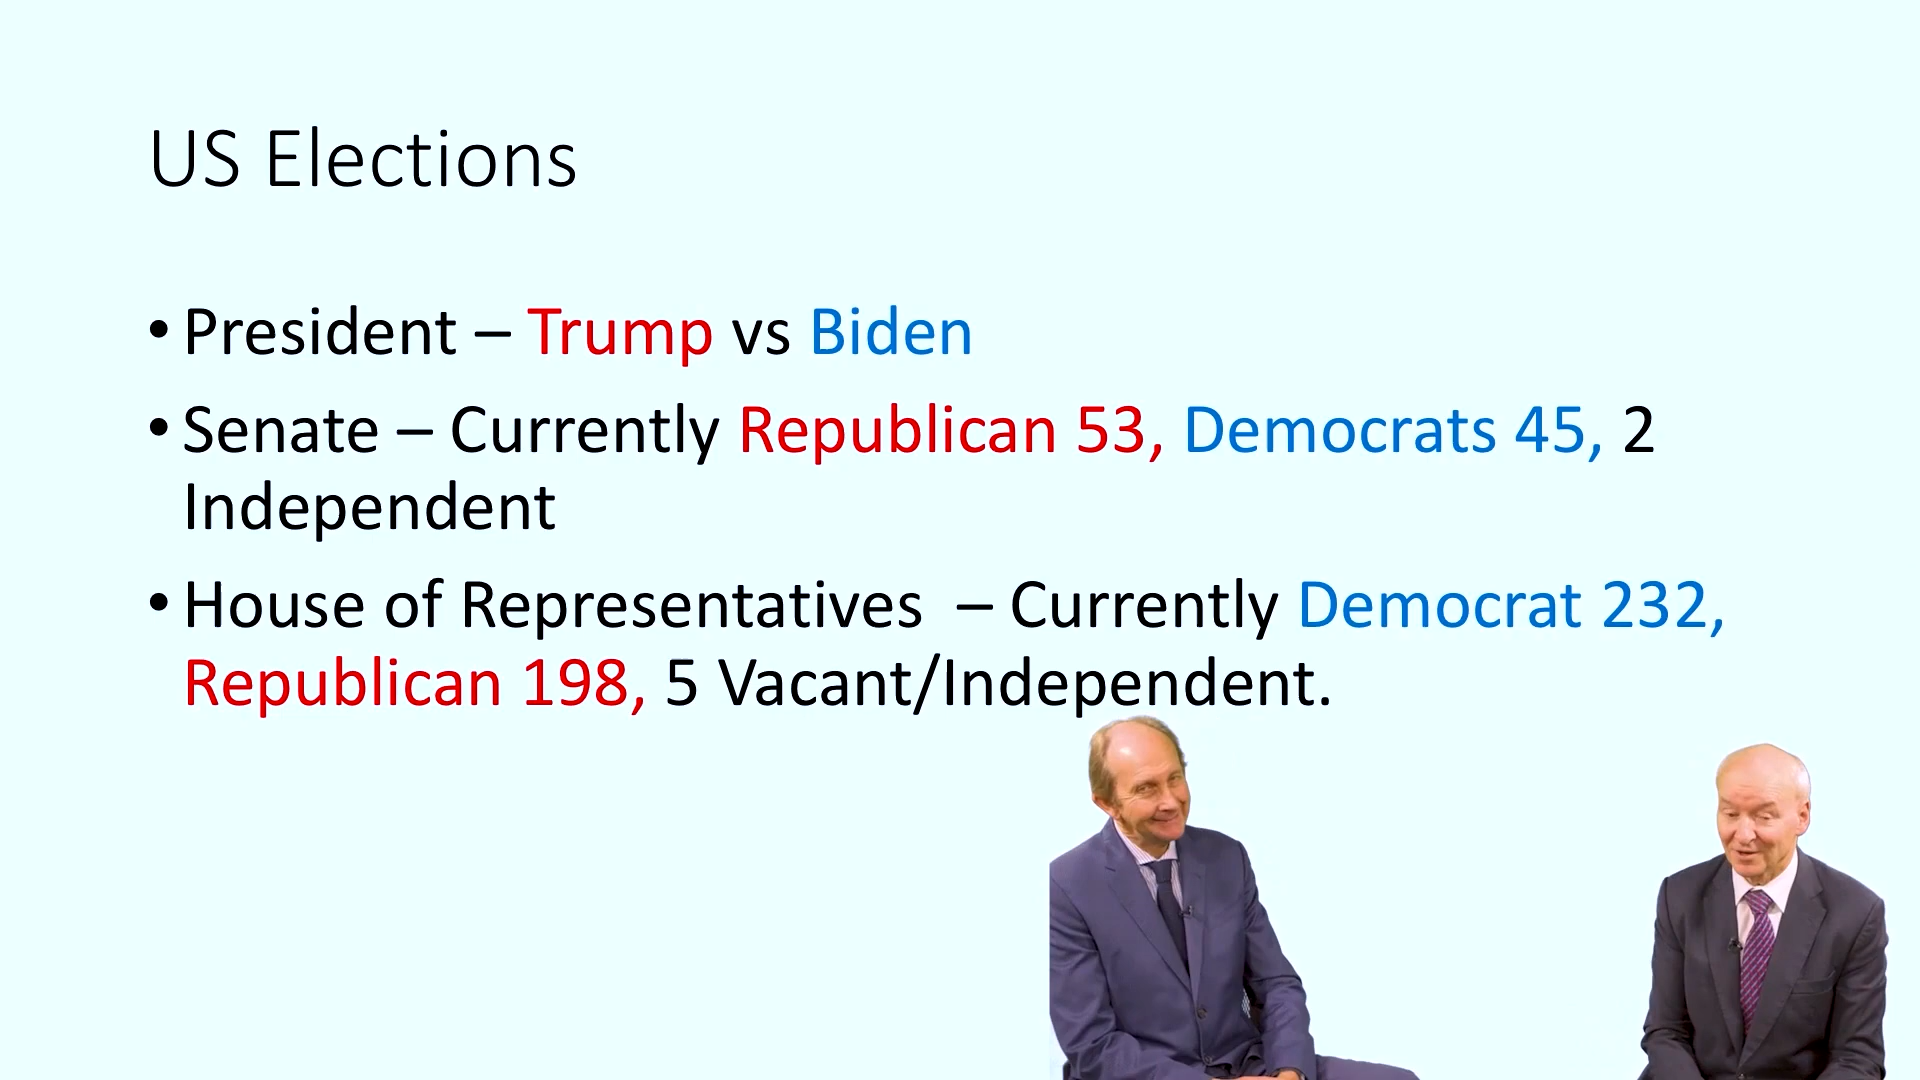 US Elections
• President – Trump vs Biden
• Senate – Currently Republican 53, Democrats 45, 2
Independent
• House of Representatives  – Currently Democrat 232,
Republican 198, 5 Vacant/Independent.